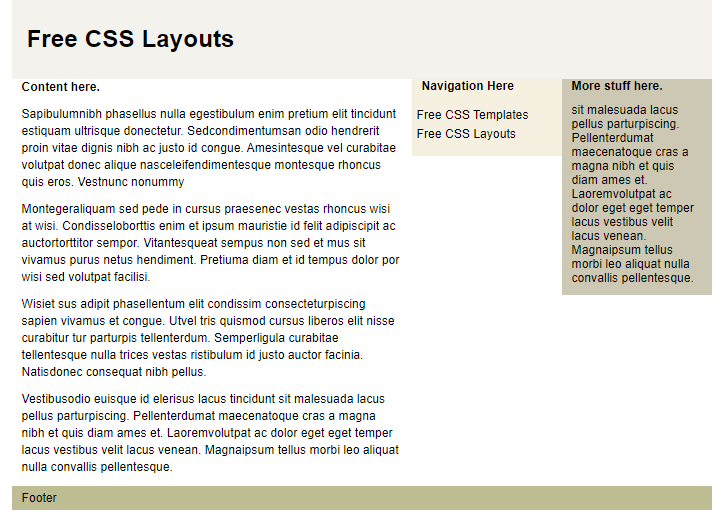 Free CSS Layouts
Content here.
Sapibulumnibh phasellus nulla egestibulum enim pretium elit tincidunt
estiquam ultrisque donectetur. Sedcondimentumsan odio hendrerit
proin vitae dignis nibh ac justo id congue. Amesintesque vel curabitae
volutpat donec alique nasceleifendimentesque montesque rhoncus
quis eros. Vestnunc nonummy
Montegeraliquam sed pede in cursus praesenec vestas rhoncus wisi
at wisi. Condisseloborttis enim et ipsum mauristie id felit adipiscipit ac
auctortorttitor sempor. Vitantesqueat sempus non sed et mus sit
vivamus purus netus hendiment. Pretiuma diam et id tempus dolor por
wisi sed volutpat facilisi.
Wisiet sus adipit phasellentum elit condissim consecteturpiscing
sapien vivamus et congue. Utvel tris quismod cursus liberos elit nisse
curabitur tur parturpis tellenterdum. Semperligula curabitae
tellentesque nulla trices vestas ristibulum id justo auctor facinia.
Natisdonec consequat nibh pellus.
Vestibusodio euisque id elerisus lacus tincidunt sit malesuada lacus
pellus parturpiscing. Pellenterdumat maecenatoque cras a magna
nibh et quis diam ames et. Laoremvolutpat ac dolor eget eget temper
lacus vestibus velit lacus venean. Magnaipsum tellus morbi leo aliquat
nulla convallis pellentesque.
Navigation Here
Free CSS Templates
Free CSS Layouts
More stuff here.
sit malesuada lacus
pellus parturpiscing.
Pellenterdumat
maecenatoque cras a
magna nibh et quis
diam ames et.
Laoremvolutpat ac
dolor eget eget temper
lacus vestibus velit
lacus venean.
Magnaipsum tellus
morbi leo aliquat nulla
convallis pellentesque.
Footer